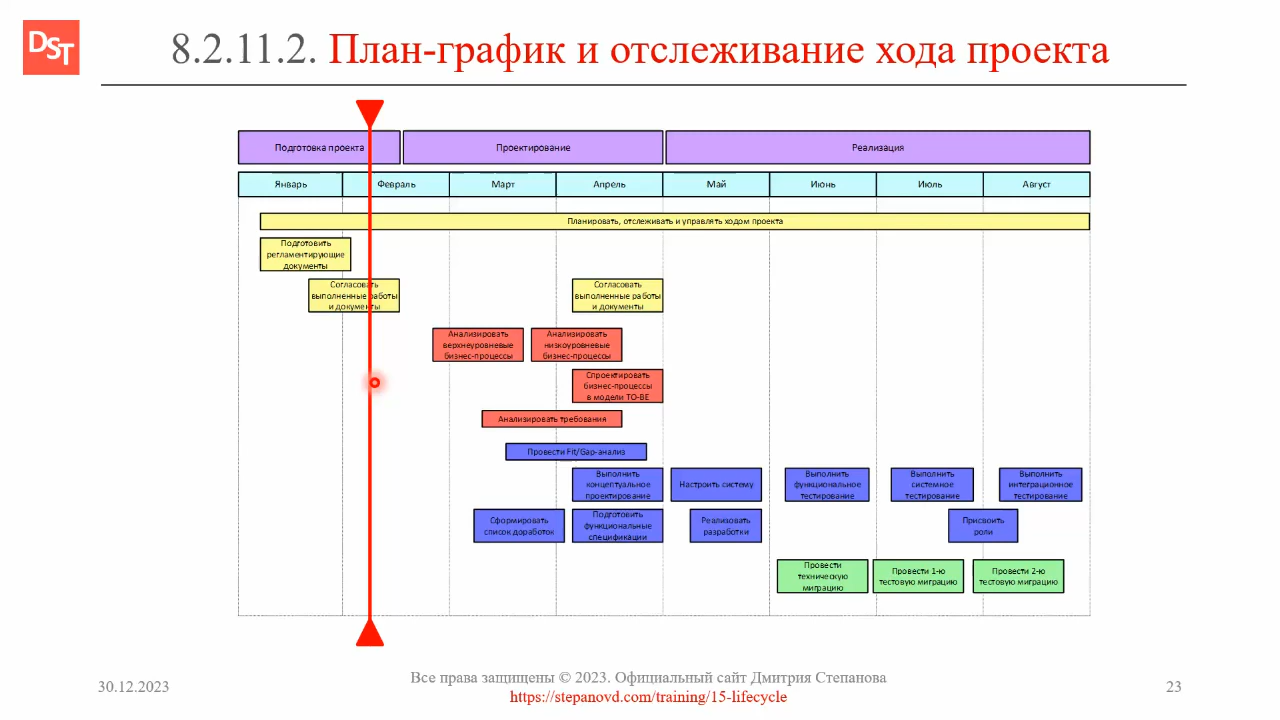 DST
8.2.11.2. План-график и отслеживание хода проекта
Подготовка проекта
Проектирование
Реализация
Январь
Февраль
Март
Апрель
Май
Июнь
Июль
Август
Планировать, отслеживать и управлять ходом проекта
Подготовить
регламентирующие
документы
Согласовать
выполненные работы
и документы
Согласовать
выполненные работы
и документы
Анализировать
верхнеуровневые
бизнес-процессы
Анализировать
низкоуровневые
бизнес-процессы
Спроектировать
бизнес-процессы
в модели TO-BE
Анализировать требования
Провести Fit/Gap-анализ
Выполнить
концептуальное
проектирование
Настроить систему
Выполнить
функциональное
тестирование
Выполнить
системное
тестирование
Выполнить
интеграционное
тестирование
Сформировать
список доработок
Подготовить
функциональные
спецификации
Реализовать
разработки
Присвоить
роли
Провести
техническую
миграцию
Провести 1-ю
тестовую миграцию
Провести 2-ю
тестовую миграцию
30.12.2023
Все права защищены © 2023. Официальный сайт Дмитрия Степанова
https://stepanovd.com/training/15-lifecycle
23